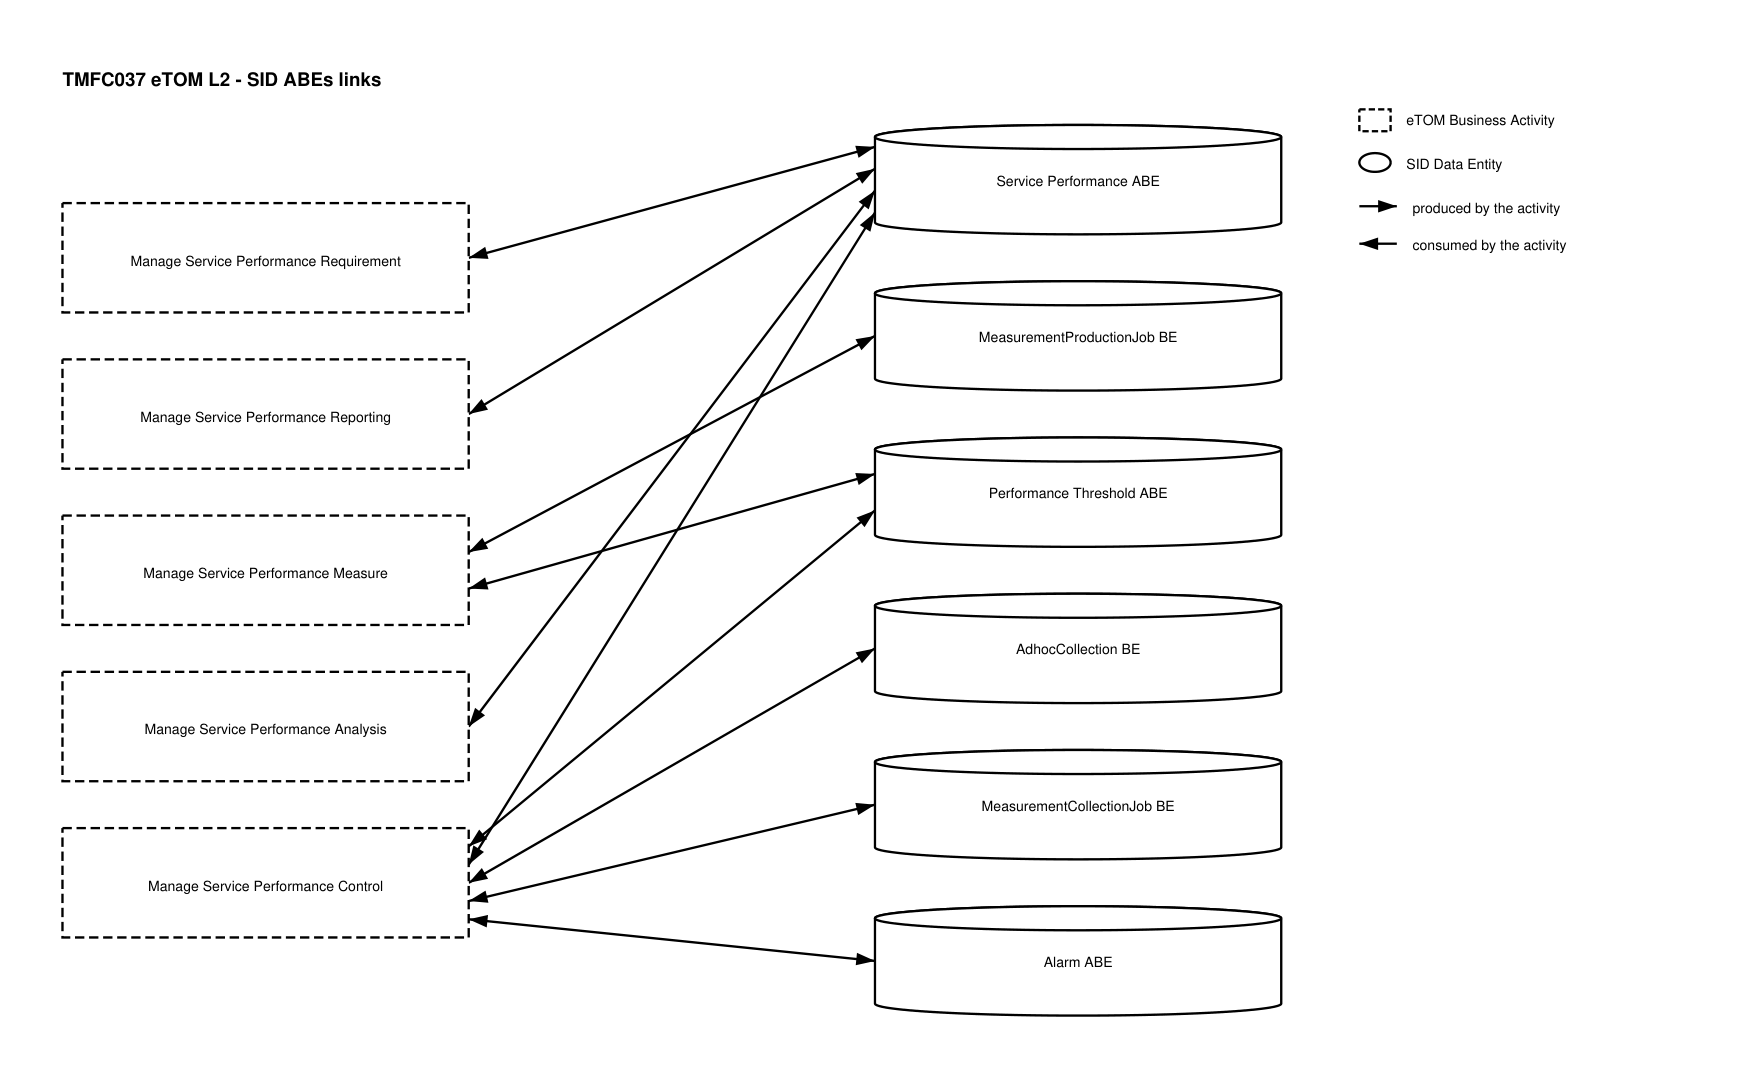 TMFC037 eTOM L2 - SID ABEs links
Manage Service Performance Requirement
Manage Service Performance Reporting
Manage Service Performance Measure
Manage Service Performance Analysis
Manage Service Performance Control
Service Performance ABE
MeasurementProductionJob BE
Performance Threshold ABE
AdhocCollection BE
MeasurementCollectionJob BE
Alarm ABE
eTOM Business Activity
SID Data Entity
produced by the activity
consumed by the activity